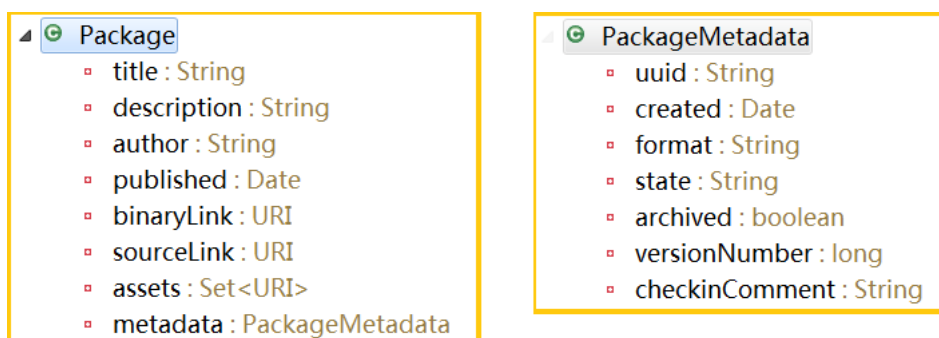 Package
title : String
description : String
author : String
published : Date
binaryLink : URI
sourceLink : URI
assets : Set<URI>
metadata : PackageMetadata
PackageMetadata
uuid : String
created : Date
format : String
state : String
archived : boolean
versionNumber : long
checkinComment : String